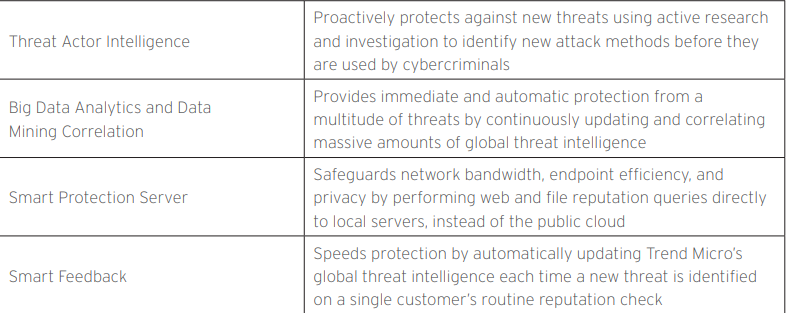 Threat Actor Intelligence
Proactively protects against new threats using active research
and investigation to identify new attack methods before they
are used by cybercriminals
Big Data Analytics and Data
Mining Correlation
Provides immediate and automatic protection from a
multitude of threats by continuously updating and correlating
massive amounts of global threat intelligence
Smart Protection Server
Safeguards network bandwidth, endpoint efficiency, and
privacy by performing web and file reputation queries directly
to local servers, instead of the public cloud
Smart Feedback
Speeds protection by automatically updating Trend Micro’s
global threat intelligence each time a new threat is identified
on a single customer’s routine reputation check